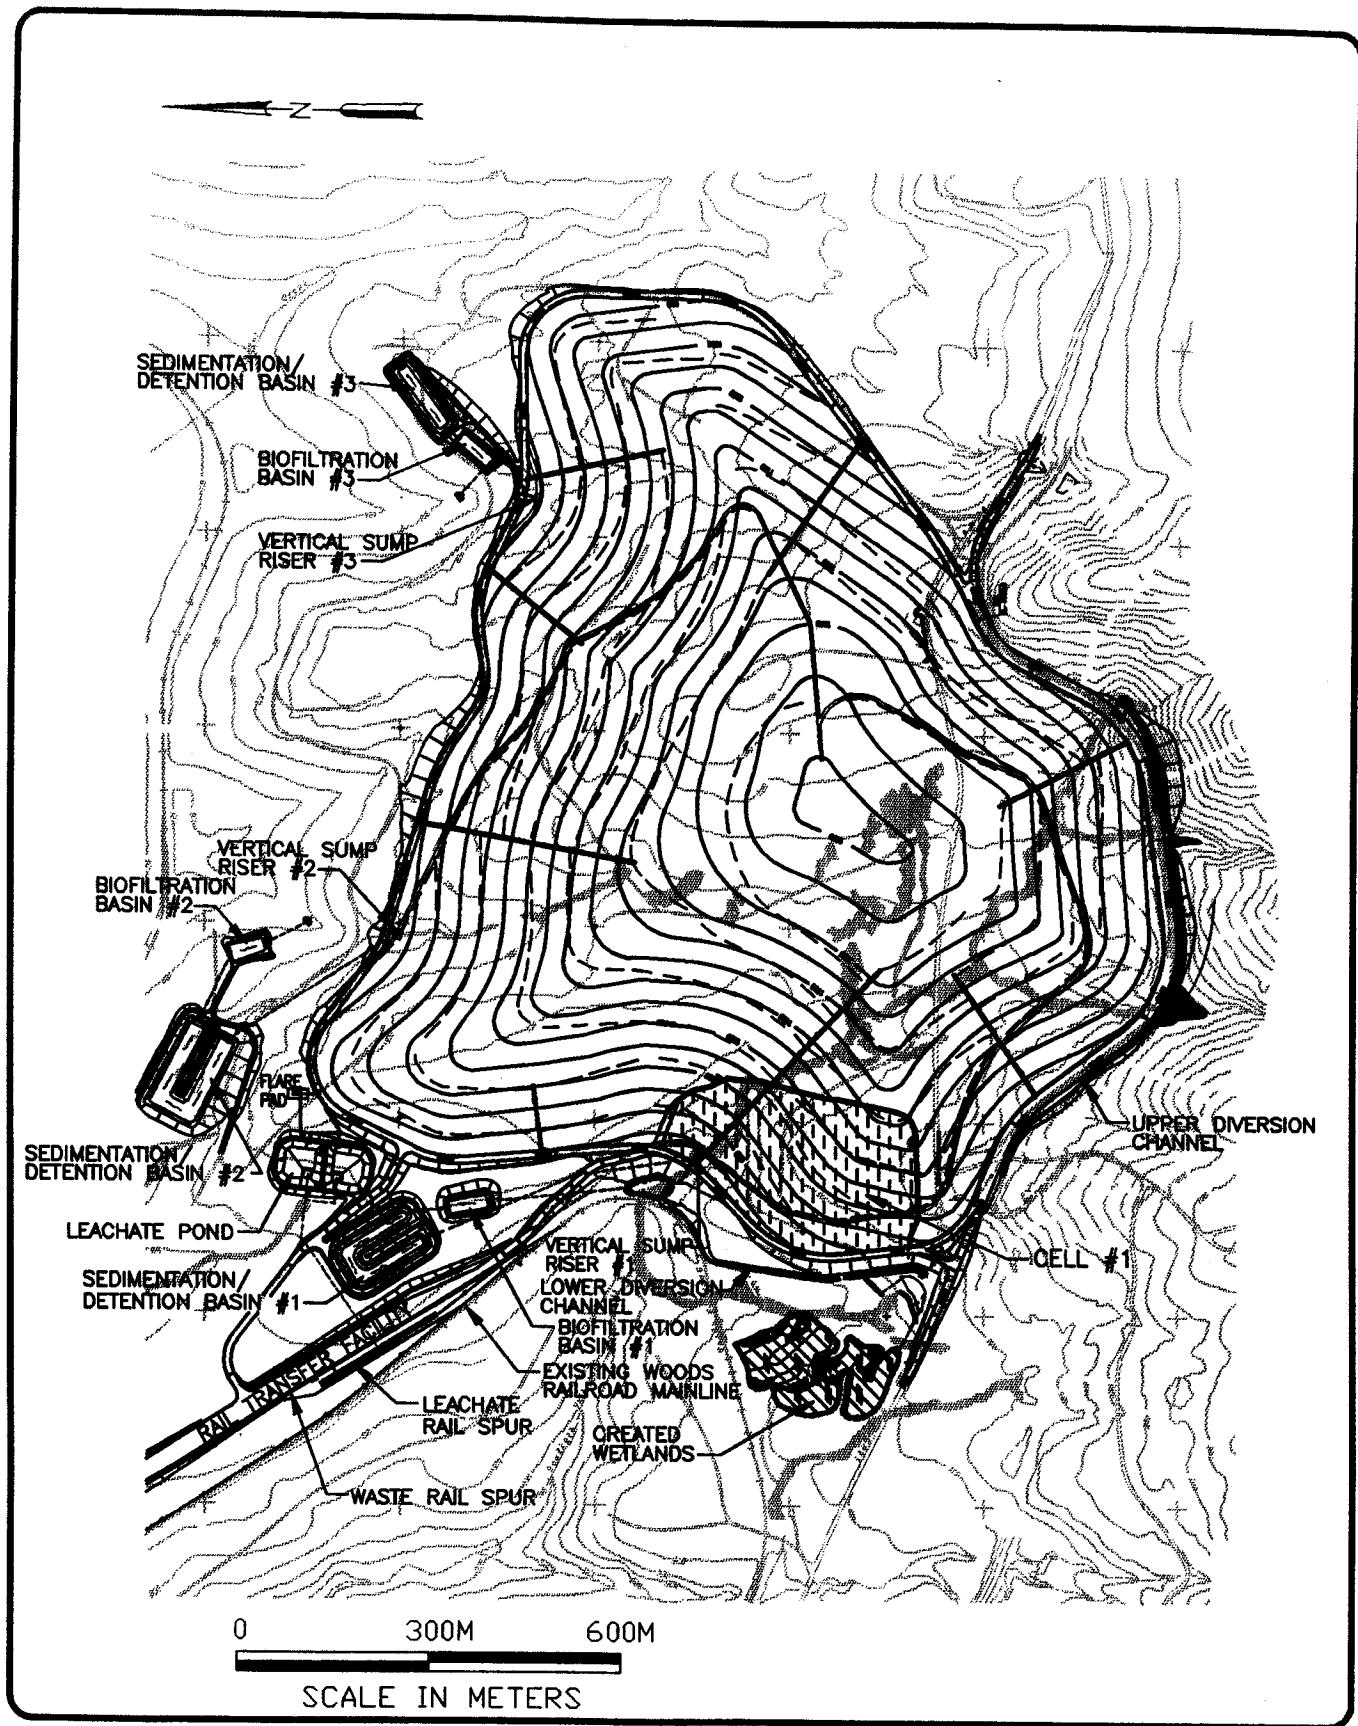 N
SEDIMENTATION/
DETENTION BASIN #3
BIOFILTRATION
BASIN #3
VERTICAL SUMP
RISER #3
VERTICAL SUMP
RISER #2
BIOFILTRATION
BASIN #2
FLARE
PAD
UPPER DIVERSION
CHANNEL
SEDIMENTATION/
DETENTION BASIN #2
LEACHATE POND
VERTICAL SUMP
RISER #1
CELL #1
SEDIMENTATION/
DETENTION BASIN #1
LOWER DIVERSION
CHANNEL
BIOFILTRATION
BASIN #1
EXISTING WOODS
RAILROAD MAINLINE
RAIL TRANSFER FACILITY
LEACHATE
RAIL SPUR
CREATED
WETLANDS
WASTE RAIL SPUR
0 300M 600M
SCALE IN METERS